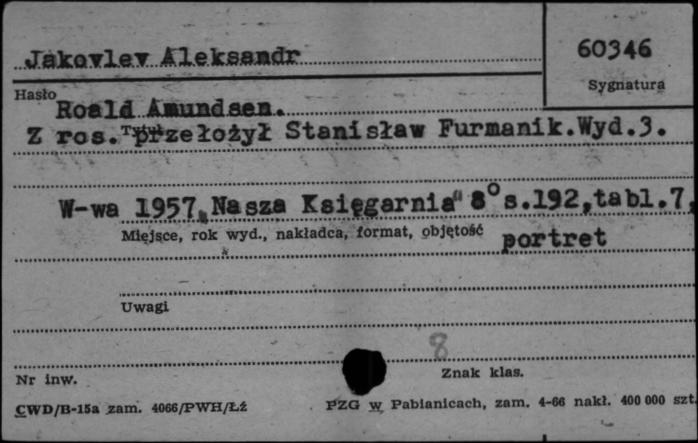 Jakovlev Aleksandr
60346
Sygnatura
Hasło
Roald Amundsen.
Z ros. przełożył Stanisław Furmanik.Wyd.3.
Tytuł
W-wa 1957 „Nasza Księgarnia" 8° s.192,tabl.7,
Miejsce, rok wyd., nakładca, format, objętość
portret
Uwagi
8
Nr inw.
Znak klas.
CWD/B-15a zam. 4066/PWH/Łź
PZG w Pabianicach, zam. 4-66 nakł. 400 000 szt.